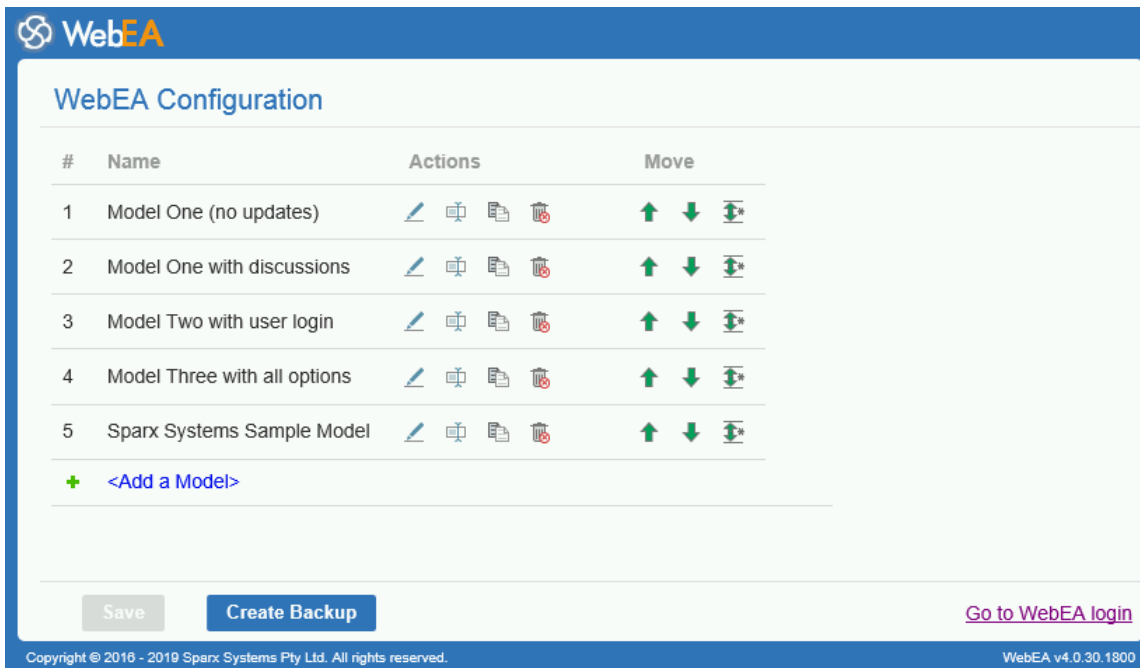 WebEA
WebEA Configuration
# Name Actions Move
1 Model One (no updates)
2 Model One with discussions
3 Model Two with user login
4 Model Three with all options
5 Sparx Systems Sample Model
<Add a Model>
Save Create Backup Go to WebEA login
Copyright © 2016 - 2019 Sparx Systems Pty Ltd. All rights reserved. WebEA v4.0.30.1800